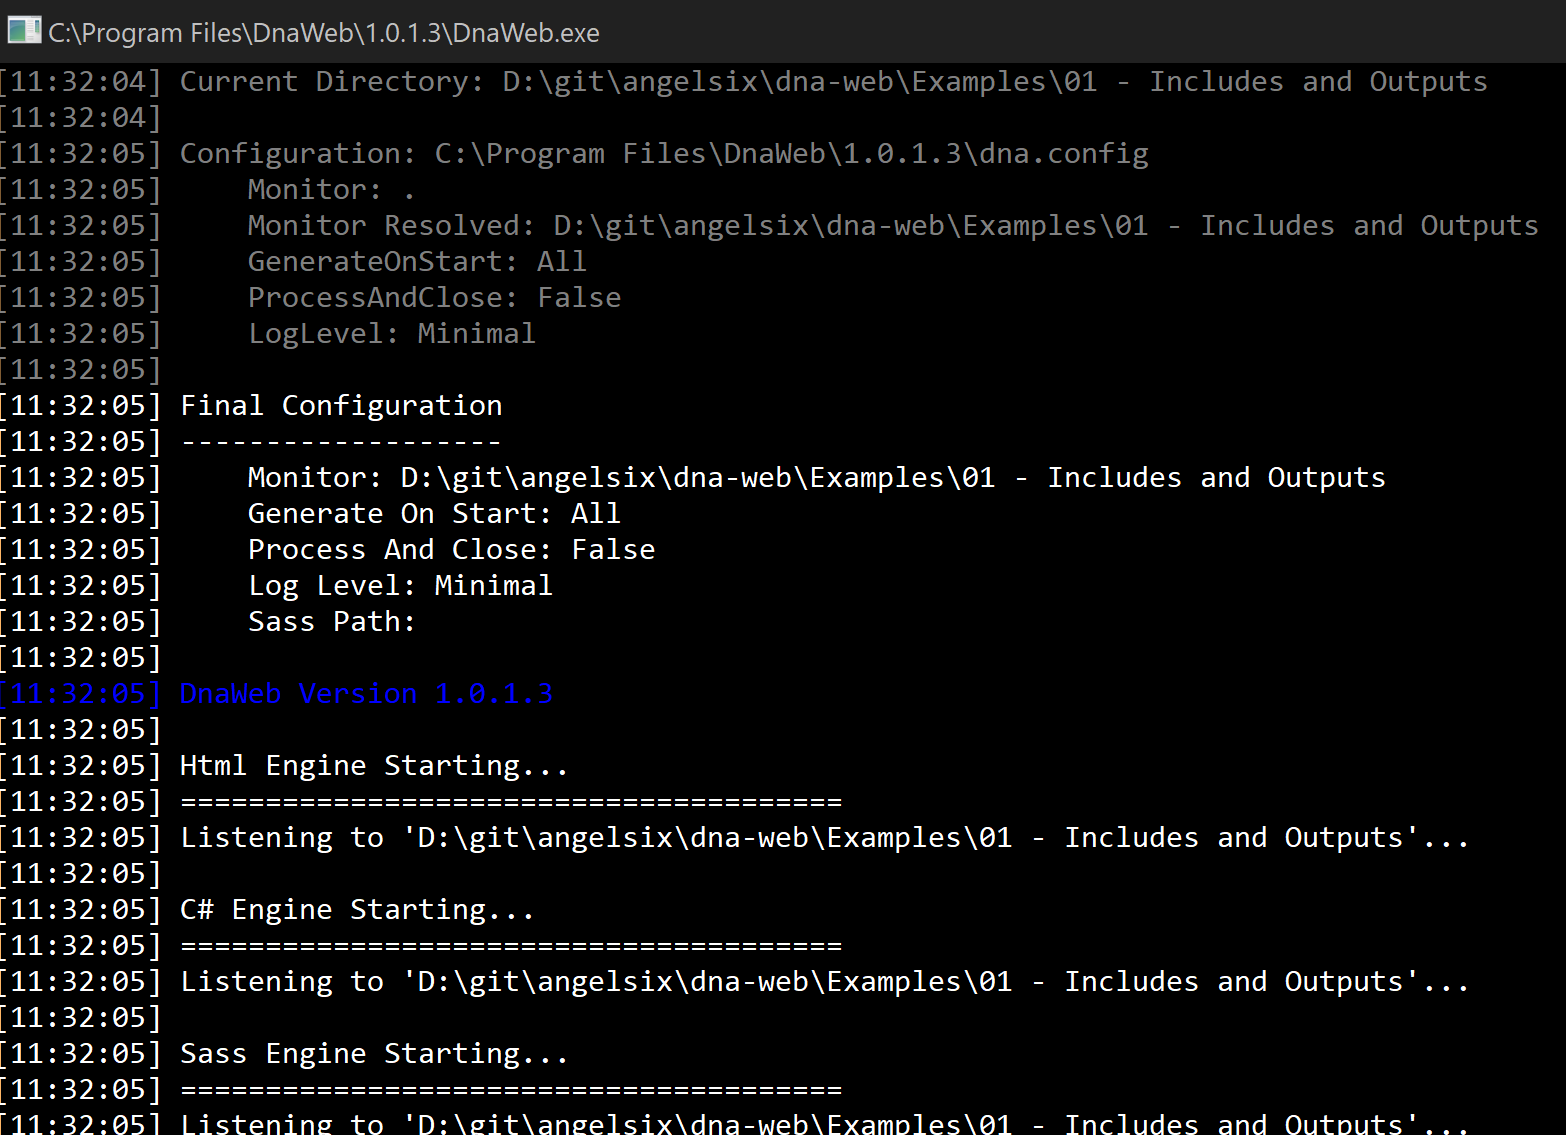 C:\Program Files\DnaWeb\1.0.1.3\DnaWeb.exe
[11:32:04] Current Directory: D:\git\angelsix\dna-web\Examples\01 - Includes and Outputs
[11:32:04]
[11:32:05] Configuration: C:\Program Files\DnaWeb\1.0.1.3\dna.config
[11:32:05]     Monitor: .
[11:32:05]     Monitor Resolved: D:\git\angelsix\dna-web\Examples\01 - Includes and Outputs
[11:32:05]     GenerateOnStart: All
[11:32:05]     ProcessAndClose: False
[11:32:05]     LogLevel: Minimal
[11:32:05]
[11:32:05] Final Configuration
[11:32:05] -------------------
[11:32:05]     Monitor: D:\git\angelsix\dna-web\Examples\01 - Includes and Outputs
[11:32:05]     Generate On Start: All
[11:32:05]     Process And Close: False
[11:32:05]     Log Level: Minimal
[11:32:05]     Sass Path:
[11:32:05]
[11:32:05] DnaWeb Version 1.0.1.3
[11:32:05]
[11:32:05] Html Engine Starting...
[11:32:05] =======================================
[11:32:05] Listening to 'D:\git\angelsix\dna-web\Examples\01 - Includes and Outputs'...
[11:32:05]
[11:32:05] C# Engine Starting...
[11:32:05] =======================================
[11:32:05] Listening to 'D:\git\angelsix\dna-web\Examples\01 - Includes and Outputs'...
[11:32:05]
[11:32:05] Sass Engine Starting...
[11:32:05] =======================================
[11:32:05] Listening to 'D:\git\angelsix\dna-web\Examples\01 - Includes and Outputs'...